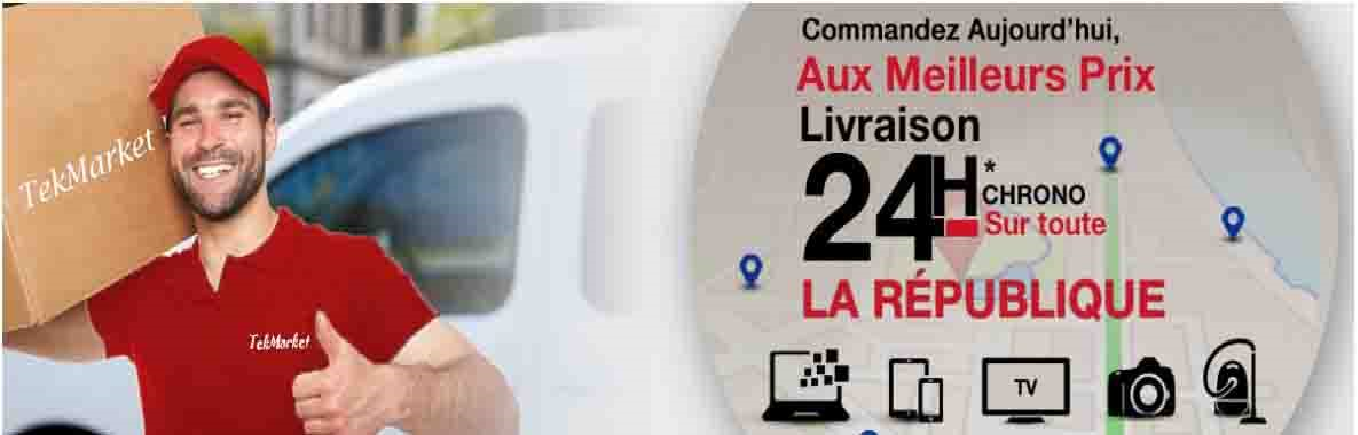 TekMarket
TekMarket
Commandez Aujourd'hui,
Aux Meilleurs Prix
Livraison
24H*
CHRONO
Sur toute
LA RÉPUBLIQUE
TV